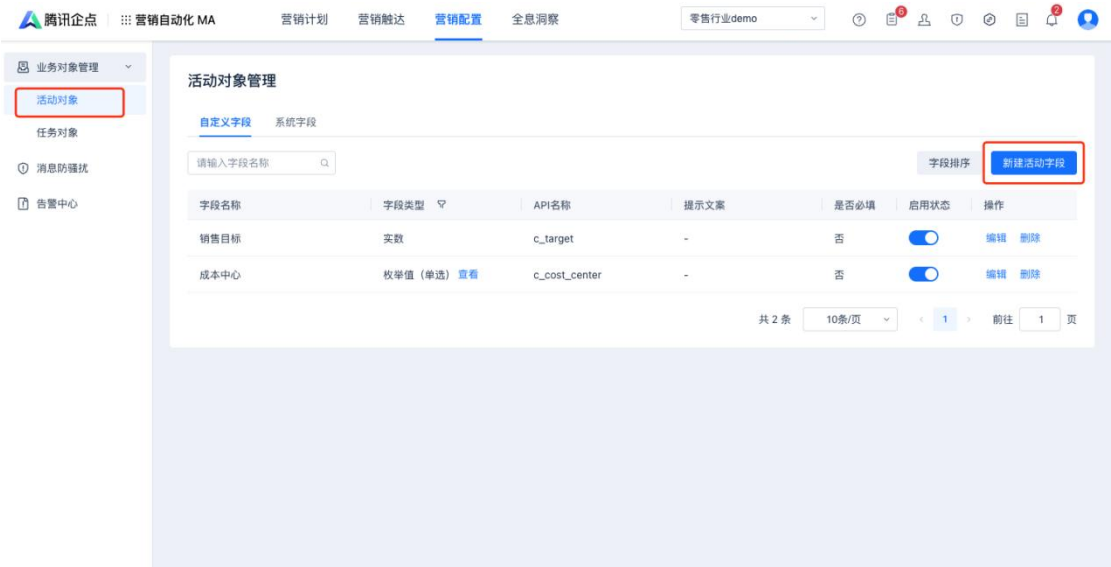 腾讯企点 营销自动化 MA 营销计划 营销触达 营销配置 全息洞察 零售行业demo 6 2
业务对象管理
活动对象
任务对象
消息防骚扰
告警中心
活动对象管理
自定义字段 系统字段
请输入字段名称 字段排序 新建活动字段
字段名称 字段类型 API名称 提示文案 是否必填 启用状态 操作
销售目标 实数 c_target - 否 编辑 删除
成本中心 枚举值（单选） 查看 c_cost_center - 否 编辑 删除
共 2 条 10条/页 1 前往 1 页